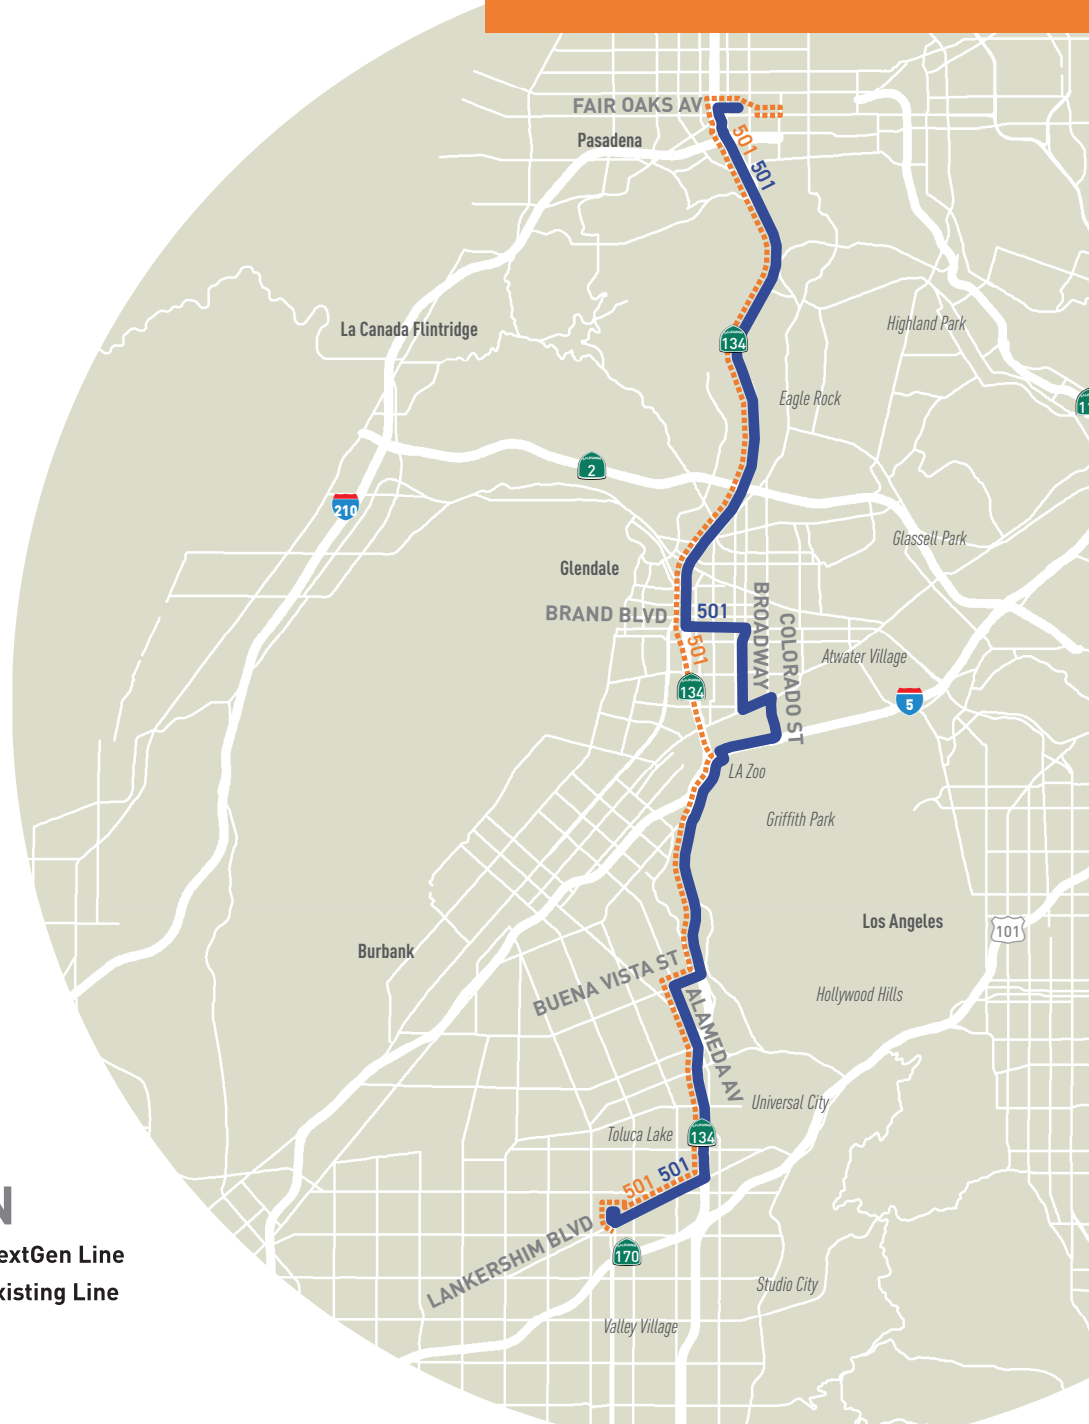 FAIR OAKS AV
Pasadena
501
501
La Canada Flintridge
Highland Park
134
Eagle Rock
2
210
Glassell Park
Glendale
BROADWAY
BRAND BLVD
501
COLORADO ST
501
Atwater Village
134
5
LA Zoo
Griffith Park
Los Angeles
101
Burbank
BUENA VISTA ST
Hollywood Hills
ALAMEDA AV
Universal City
Toluca Lake
134
501
501
LANKERSHIM BLVD
170
Studio City
Valley Village
N
extGen Line
xisting Line